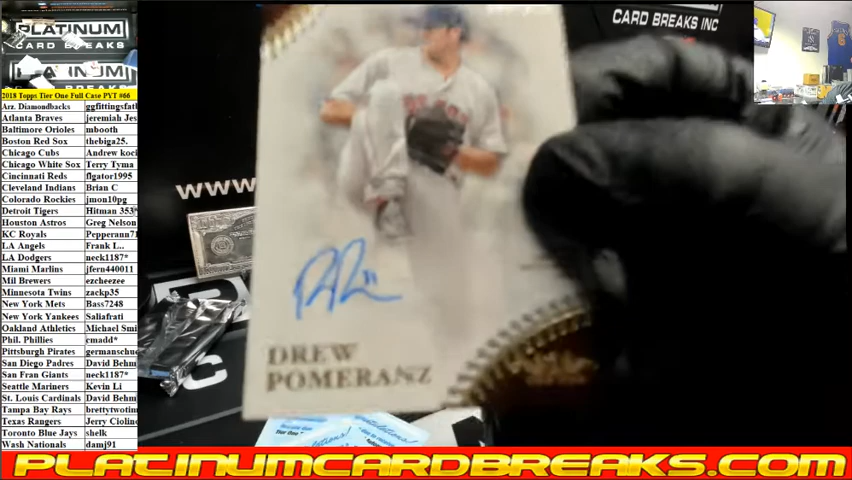 PLATINUM
CARD BREAKS
PLATINUM
CARD BREAKS INC
2018 Topps Tier One Full Case PYT #66
Arz. Diamondbacks ggfittingsfatl
Atlanta Braves jeremiah Jes
Baltimore Orioles mbooth
Boston Red Sox thebiga25.
Chicago Cubs Andrew koci
Chicago White Sox Terry Tyma
Cincinnati Reds flgator1995
Cleveland Indians Brian C
Colorado Rockies jmon10pg
Detroit Tigers Hitman 353*
Houston Astros Greg Nelson
KC Royals Pepperann71
LA Angels Frank L..
LA Dodgers neck1187*
Miami Marlins jfern440011
Mil Brewers ezcheezee
Minnesota Twins zackp35
New York Mets Bass7248
New York Yankees Saliafrati
Oakland Athletics Michael Smi
Phil. Phillies cmadd*
Pittsburgh Pirates germanschue
San Diego Padres David Behm
San Fran Giants neck1187*
Seattle Mariners Kevin Li
St. Louis Cardinals David Behm
Tampa Bay Rays brettytwotim
Texas Rangers Jerry Ciolino
Toronto Blue Jays shelk
Wash Nationals damj91
www
DREW
POMERANZ
PLATINUMCARDBREAKS.COM